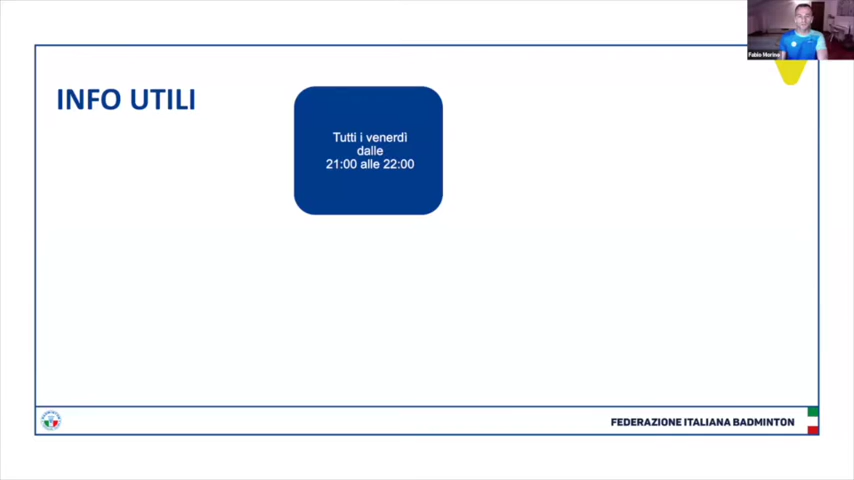 Fabio Morino
INFO UTILI
Tutti i venerdì
dalle
21:00 alle 22:00
FEDERAZIONE ITALIANA BADMINTON